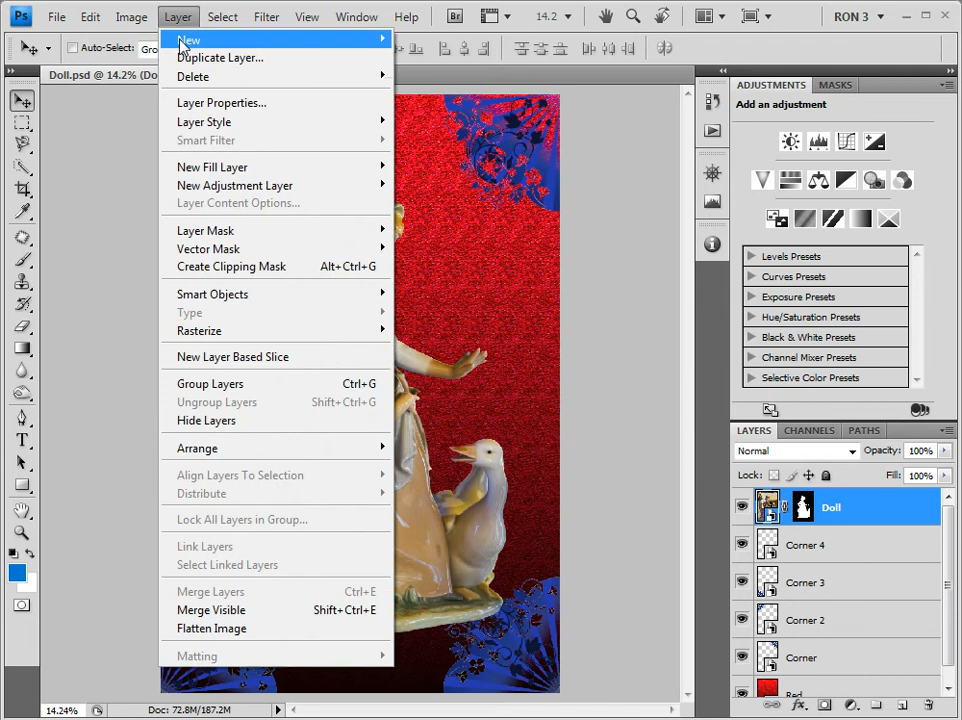 Ps File Edit Image Layer Select Filter View Window Help Br 14.2 RON 3
Auto-Select: Gro
Doll.psd @ 14.2% (Do
New
Duplicate Layer...
Delete
Layer Properties...
Layer Style
Smart Filter
New Fill Layer
New Adjustment Layer
Layer Content Options...
Layer Mask
Vector Mask
Create Clipping Mask Alt+Ctrl+G
Smart Objects
Type
Rasterize
New Layer Based Slice
Group Layers Ctrl+G
Ungroup Layers Shift+Ctrl+G
Hide Layers
Arrange
Align Layers To Selection
Distribute
Lock All Layers in Group...
Link Layers
Select Linked Layers
Merge Layers Ctrl+E
Merge Visible Shift+Ctrl+E
Flatten Image
Matting
ADJUSTMENTS MASKS
Add an adjustment
Levels Presets
Curves Presets
Exposure Presets
Hue/Saturation Presets
Black & White Presets
Channel Mixer Presets
Selective Color Presets
LAYERS CHANNELS PATHS
Normal Opacity: 100%
Lock: Fill: 100%
Doll
Corner 4
Corner 3
Corner 2
Corner
Red
14.24% Doc: 72.8M/187.2M